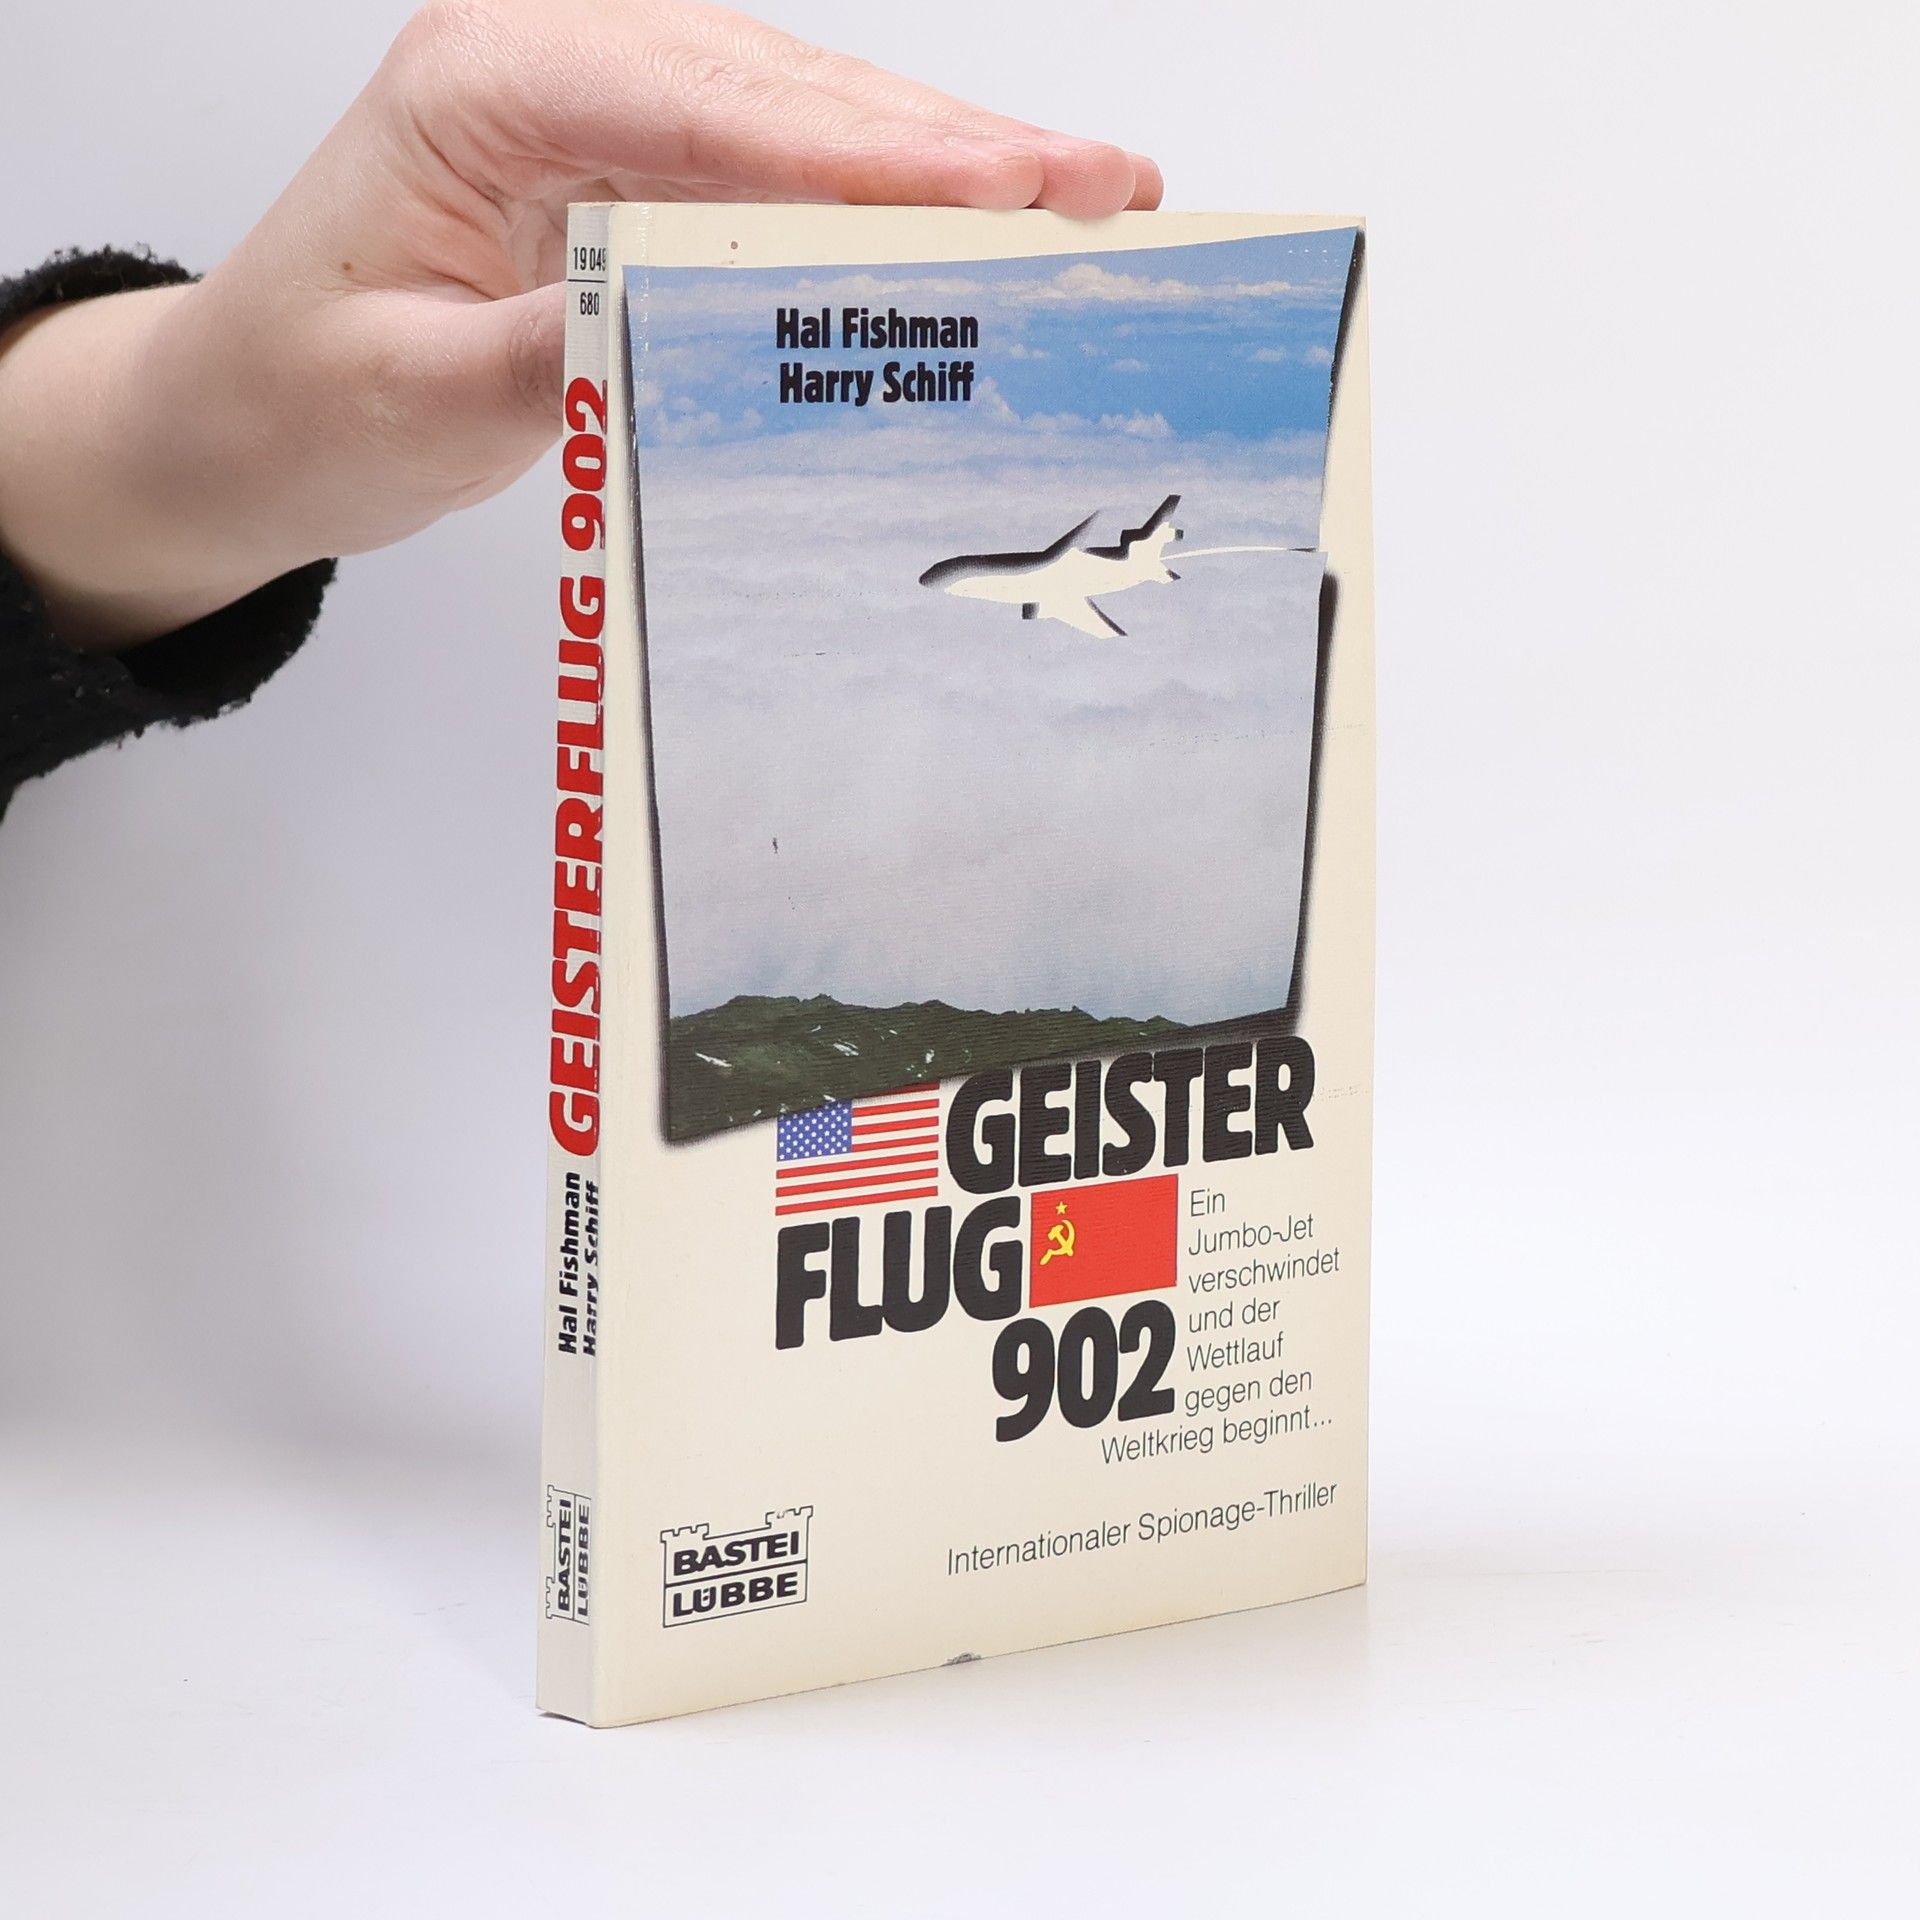 19 049
680
GEISTERFLUG 902
Hal Fishman
Harry Schiff
BASTEI
LÜBBE
Hal Fishman
Harry Schiff
GEISTER
FLUG
902
Ein
Jumbo-Jet
verschwindet
und der
Wettlauf
gegen den
Weltkrieg beginnt...
Internationaler Spionage-Thriller
BASTEI
LÜBBE